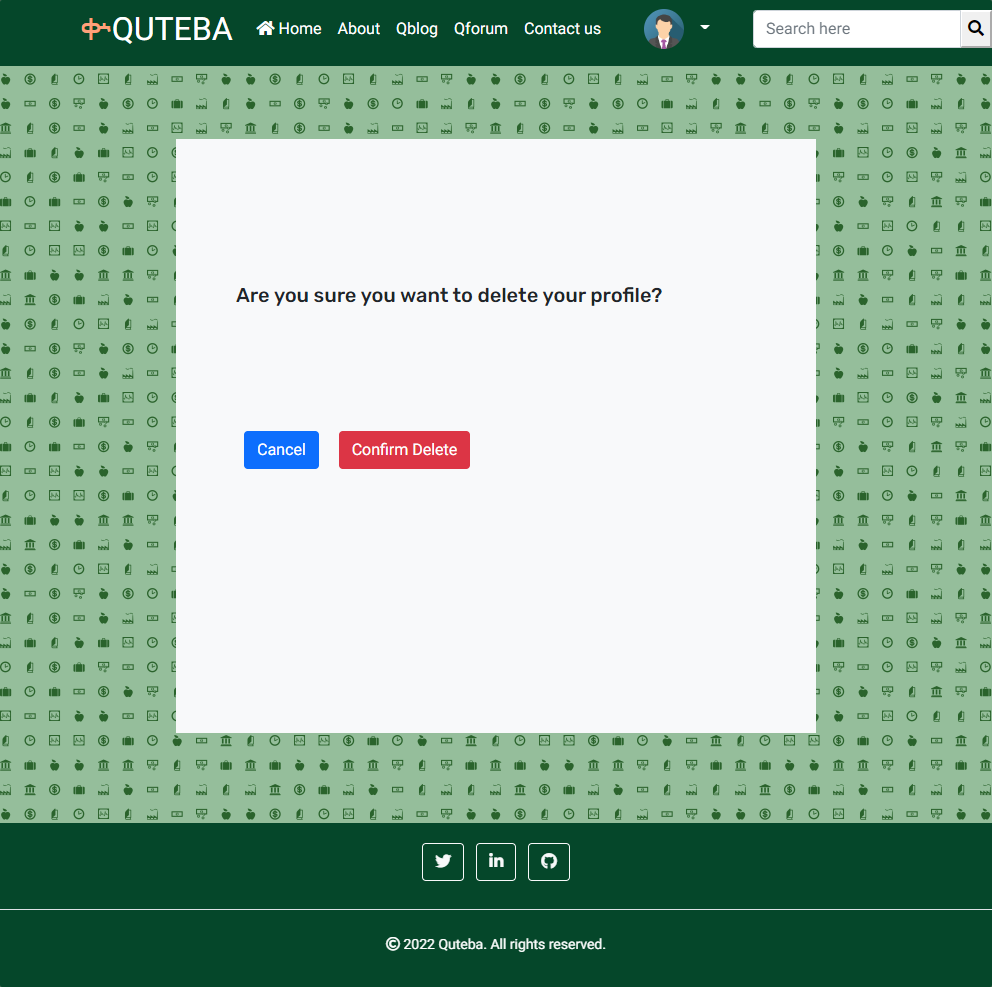 ቁ QUTEBA Home About Qblog Qforum Contact us Search here
Are you sure you want to delete your profile?
Cancel Confirm Delete
© 2022 Quteba. All rights reserved.